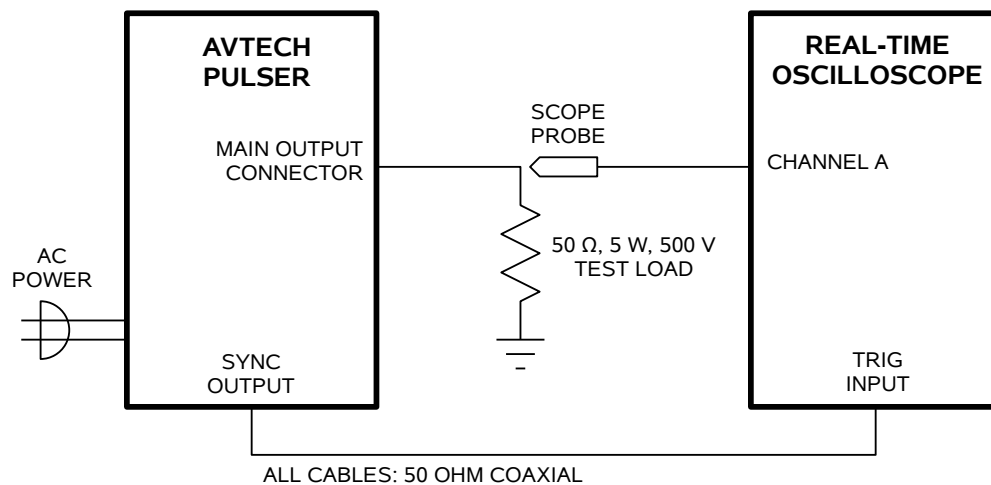 AVTECH
PULSER
REAL-TIME
OSCILLOSCOPE
SCOPE
PROBE
MAIN OUTPUT
CONNECTOR
CHANNEL A
50 Ω, 5 W, 500 V
TEST LOAD
AC
POWER
SYNC
OUTPUT
TRIG
INPUT
ALL CABLES: 50 OHM COAXIAL